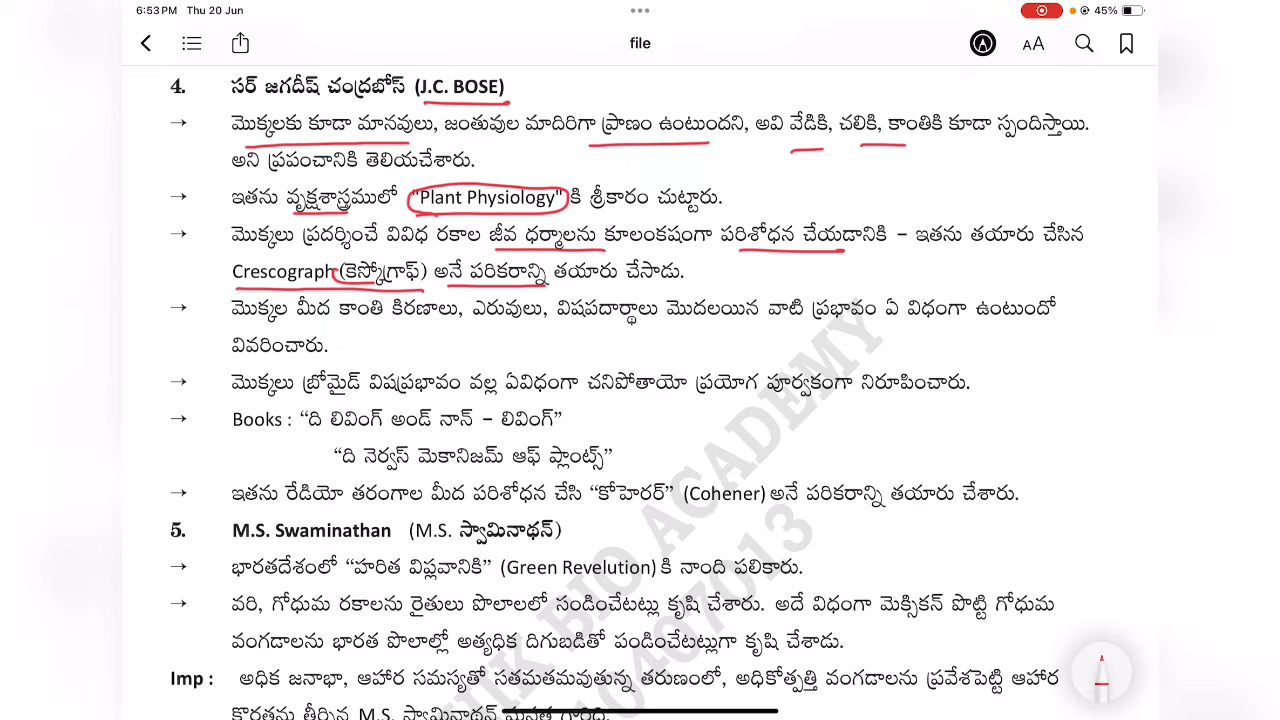 6:53 PM Thu 20 Jun 45%
file AA
4. సర్ జగదీష్ చంద్రబోస్ (J.C. BOSE)
→ మొక్కలకు కూడా మానవులు, జంతువుల మాదిరిగా ప్రాణం ఉంటుందని, అవి వేడికి, చలికి, కాంతికి కూడా స్పందిస్తాయి.
అని ప్రపంచానికి తెలియచేశారు.
→ ఇతను వృక్షశాస్త్రములో "Plant Physiology" కి శ్రీకారం చుట్టారు.
→ మొక్కలు ప్రదర్శించే వివిధ రకాల జీవ ధర్మాలను కూలంకషంగా పరిశోధన చేయడానికి – ఇతను తయారు చేసిన
Crescograph (కెస్కోగ్రాఫ్) అనే పరికరాన్ని తయారు చేసాడు.
→ మొక్కల మీద కాంతి కిరణాలు, ఎరువులు, విషపదార్థాలు మొదలయిన వాటి ప్రభావం ఏ విధంగా ఉంటుందో
వివరించారు.
→ మొక్కలు బ్రోమైడ్ విషప్రభావం వల్ల ఏవిధంగా చనిపోతాయో ప్రయోగ పూర్వకంగా నిరూపించారు.
→ Books : “ది లివింగ్ అండ్ నాన్ – లివింగ్”
“ది నెర్వస్ మెకానిజమ్ ఆఫ్ ప్లాంట్స్”
→ ఇతను రేడియో తరంగాల మీద పరిశోధన చేసి “కోహెరర్” (Cohener) అనే పరికరాన్ని తయారు చేశారు.
5. M.S. Swaminathan (M.S. స్వామినాథన్)
→ భారతదేశంలో “హరిత విప్లవానికి” (Green Revelution) కి నాంది పలికారు.
→ వరి, గోధుమ రకాలను రైతులు పొలాలలో సండించేటట్లు కృషి చేశారు. అదే విధంగా మెక్సికన్ పొట్టి గోధుమ
వంగడాలను భారత పొలాల్లో అత్యధిక దిగుబడితో పండించేటట్లుగా కృషి చేశాడు.
Imp : అధిక జనాభా, ఆహార సమస్యతో సతమతమవుతున్న తరుణంలో, అధికోత్పత్తి వంగడాలను ప్రవేశపెట్టి ఆహార
కొరతను తీర్చిన M.S. స్వామినాథన్
BIO ACADEMY